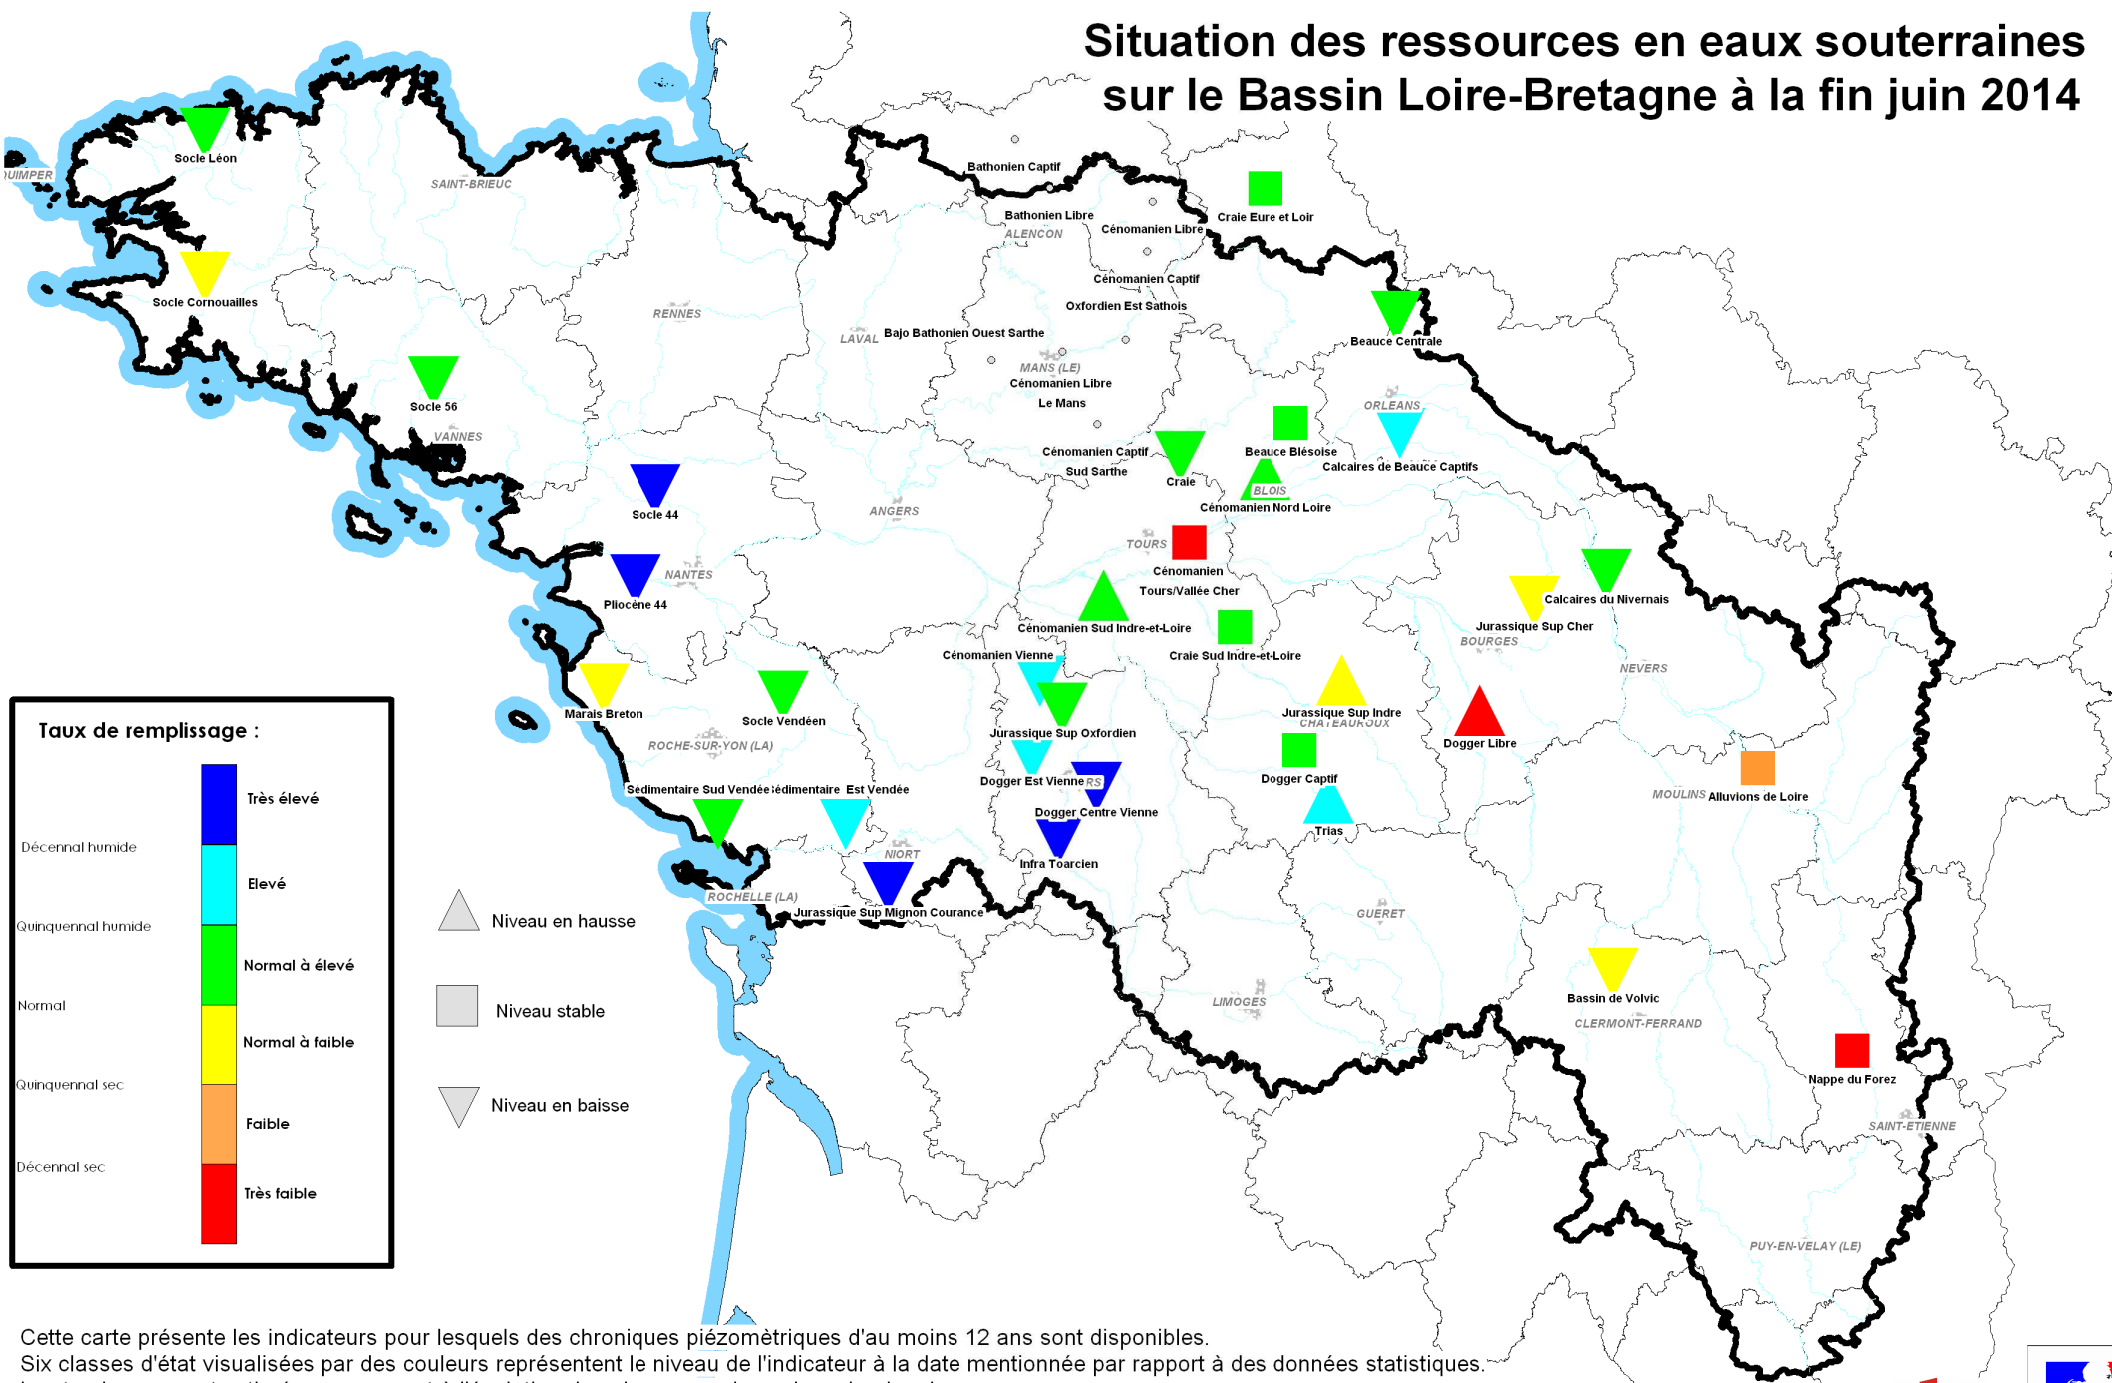 Situation des ressources en eaux souterraines
sur le Bassin Loire-Bretagne à la fin juin 2014
Socle Léon
QUIMPER
SAINT-BRIEUC
Bathonien Captif
Bathonien Libre
ALENCON
Cénomanien Libre
Craie Eure et Loir
Socle Cornouailles
Cénomanien Captif
Oxfordien Est Sathois
RENNES
LAVAL
Bajo Bathonien Ouest Sarthe
Beauce Centrale
MANS (LE)
Cénomanien Libre
Le Mans
Socle 56
VANNES
ORLEANS
Cénomanien Captif
Sud Sarthe
Craie
Beauce Blésoise
Calcaires de Beauce Captifs
BLOIS
Cénomanien Nord Loire
Socle 44
ANGERS
TOURS
Cénomanien
Tours/Vallée Cher
NANTES
Pliocène 44
Calcaires du Nivernais
Jurassique Sup Cher
BOURGES
Cénomanien Sud Indre-et-Loire
Craie Sud Indre-et-Loire
Cénomanien Vienne
NEVERS
Marais Breton
Socle Vendéen
Jurassique Sup Indre
CHATEAUROUX
Jurassique Sup Oxfordien
ROCHE-SUR-YON (LA)
Dogger Libre
Dogger Est Vienne
RS
Dogger Captif
Sedimentaire Sud Vendée
Sédimentaire Est Vendée
MOULINS
Alluvions de Loire
Dogger Centre Vienne
Trias
NIORT
Infra Toarcien
ROCHELLE (LA)
Jurassique Sup Mignon Courance
GUERET
LIMOGES
Bassin de Volvic
CLERMONT-FERRAND
Nappe du Forez
SAINT-ETIENNE
PUY-EN-VELAY (LE)
Taux de remplissage :
Très élevé
Décennal humide
Elevé
Quinquennal humide
Normal à élevé
Normal
Normal à faible
Quinquennal sec
Faible
Décennal sec
Très faible
Niveau en hausse
Niveau stable
Niveau en baisse
Cette carte présente les indicateurs pour lesquels des chroniques piézomètriques d'au moins 12 ans sont disponibles.
Six classes d'état visualisées par des couleurs représentent le niveau de l'indicateur à la date mentionnée par rapport à des données statistiques.